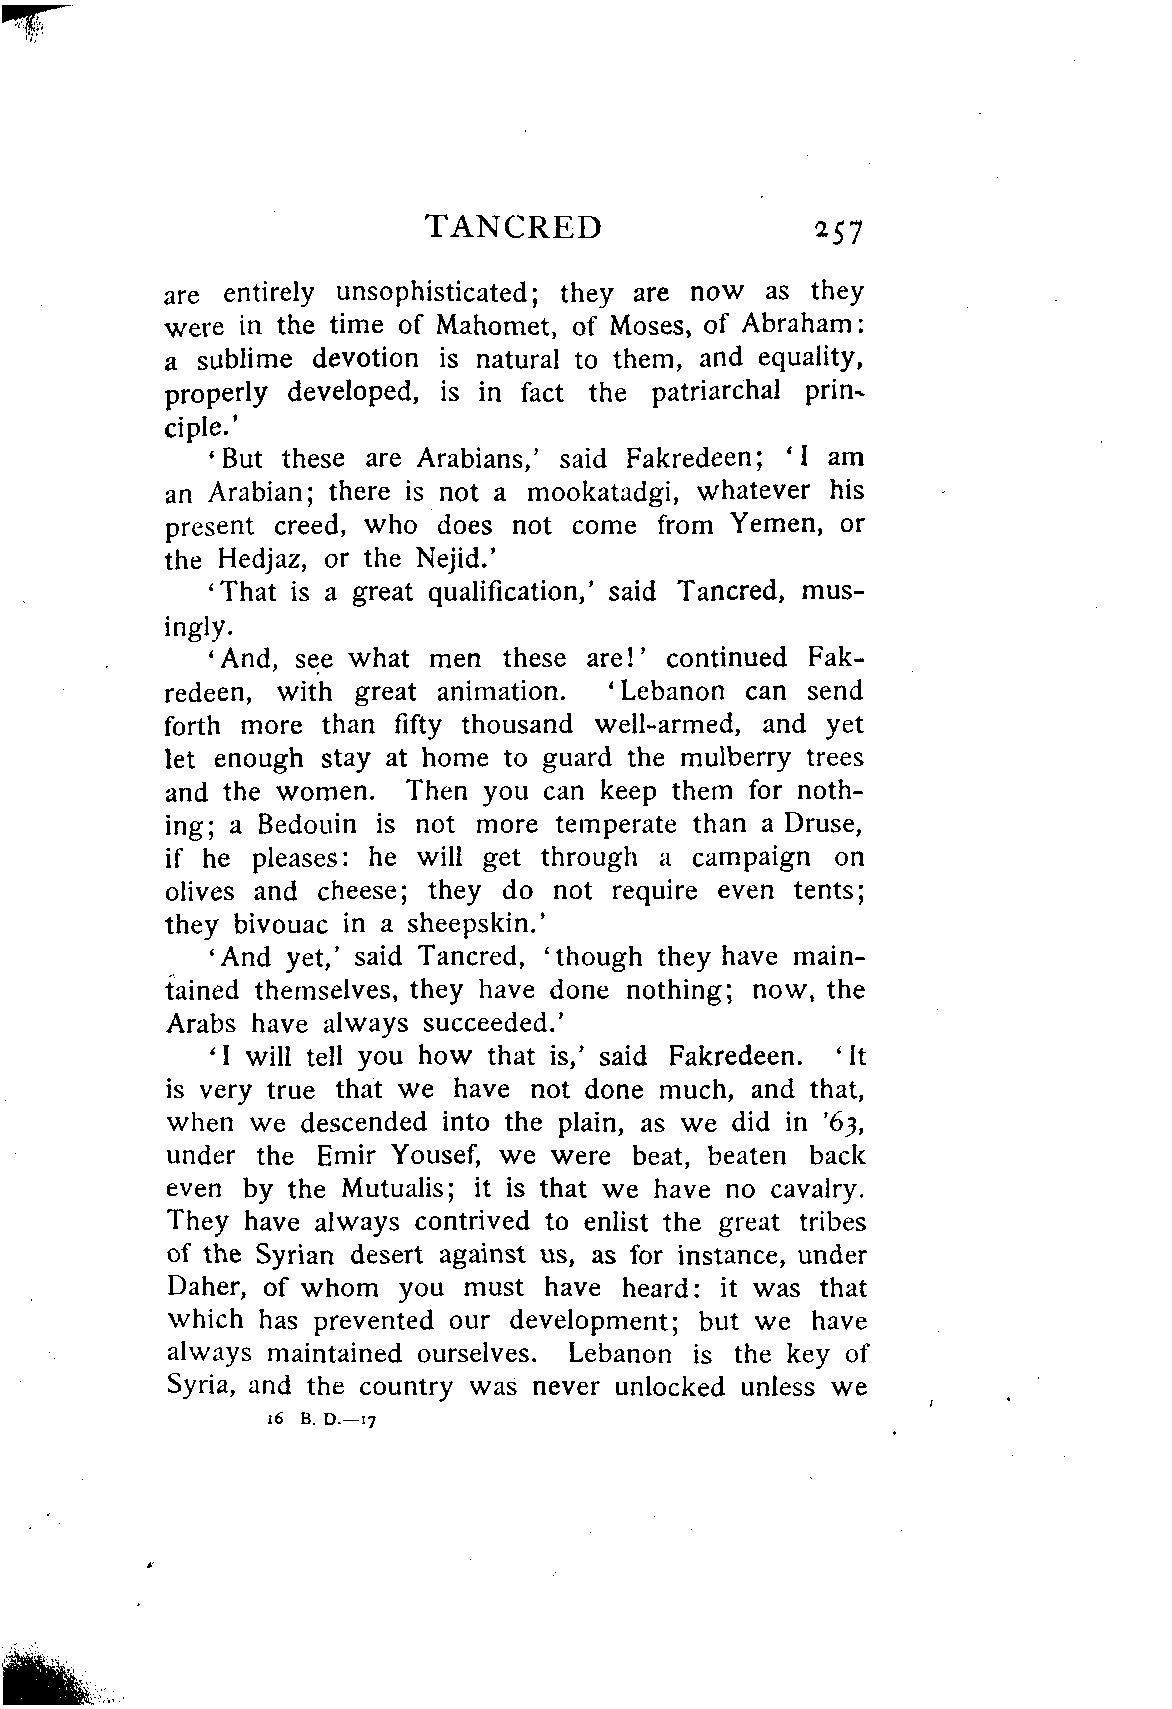 TANCRED 257
are entirely unsophisticated; they are now as they
were in the time of Mahomet, of Moses, of Abraham:
a sublime devotion is natural to them, and equality,
properly developed, is in fact the patriarchal prin-
ciple.’
‘But these are Arabians,’ said Fakredeen; ‘I am
an Arabian; there is not a mookatadgi, whatever his
present creed, who does not come from Yemen, or
the Hedjaz, or the Nejid.’
‘That is a great qualification,’ said Tancred, mus-
ingly.
‘And, see what men these are!’ continued Fak-
redeen, with great animation. ‘Lebanon can send
forth more than fifty thousand well-armed, and yet
let enough stay at home to guard the mulberry trees
and the women. Then you can keep them for noth-
ing; a Bedouin is not more temperate than a Druse,
if he pleases: he will get through a campaign on
olives and cheese; they do not require even tents;
they bivouac in a sheepskin.’
‘And yet,’ said Tancred, ‘though they have main-
tained themselves, they have done nothing; now, the
Arabs have always succeeded.’
‘I will tell you how that is,’ said Fakredeen. ‘It
is very true that we have not done much, and that,
when we descended into the plain, as we did in ’63,
under the Emir Yousef, we were beat, beaten back
even by the Mutualis; it is that we have no cavalry.
They have always contrived to enlist the great tribes
of the Syrian desert against us, as for instance, under
Daher, of whom you must have heard: it was that
which has prevented our development; but we have
always maintained ourselves. Lebanon is the key of
Syria, and the country was never unlocked unless we
16 B. D.—17